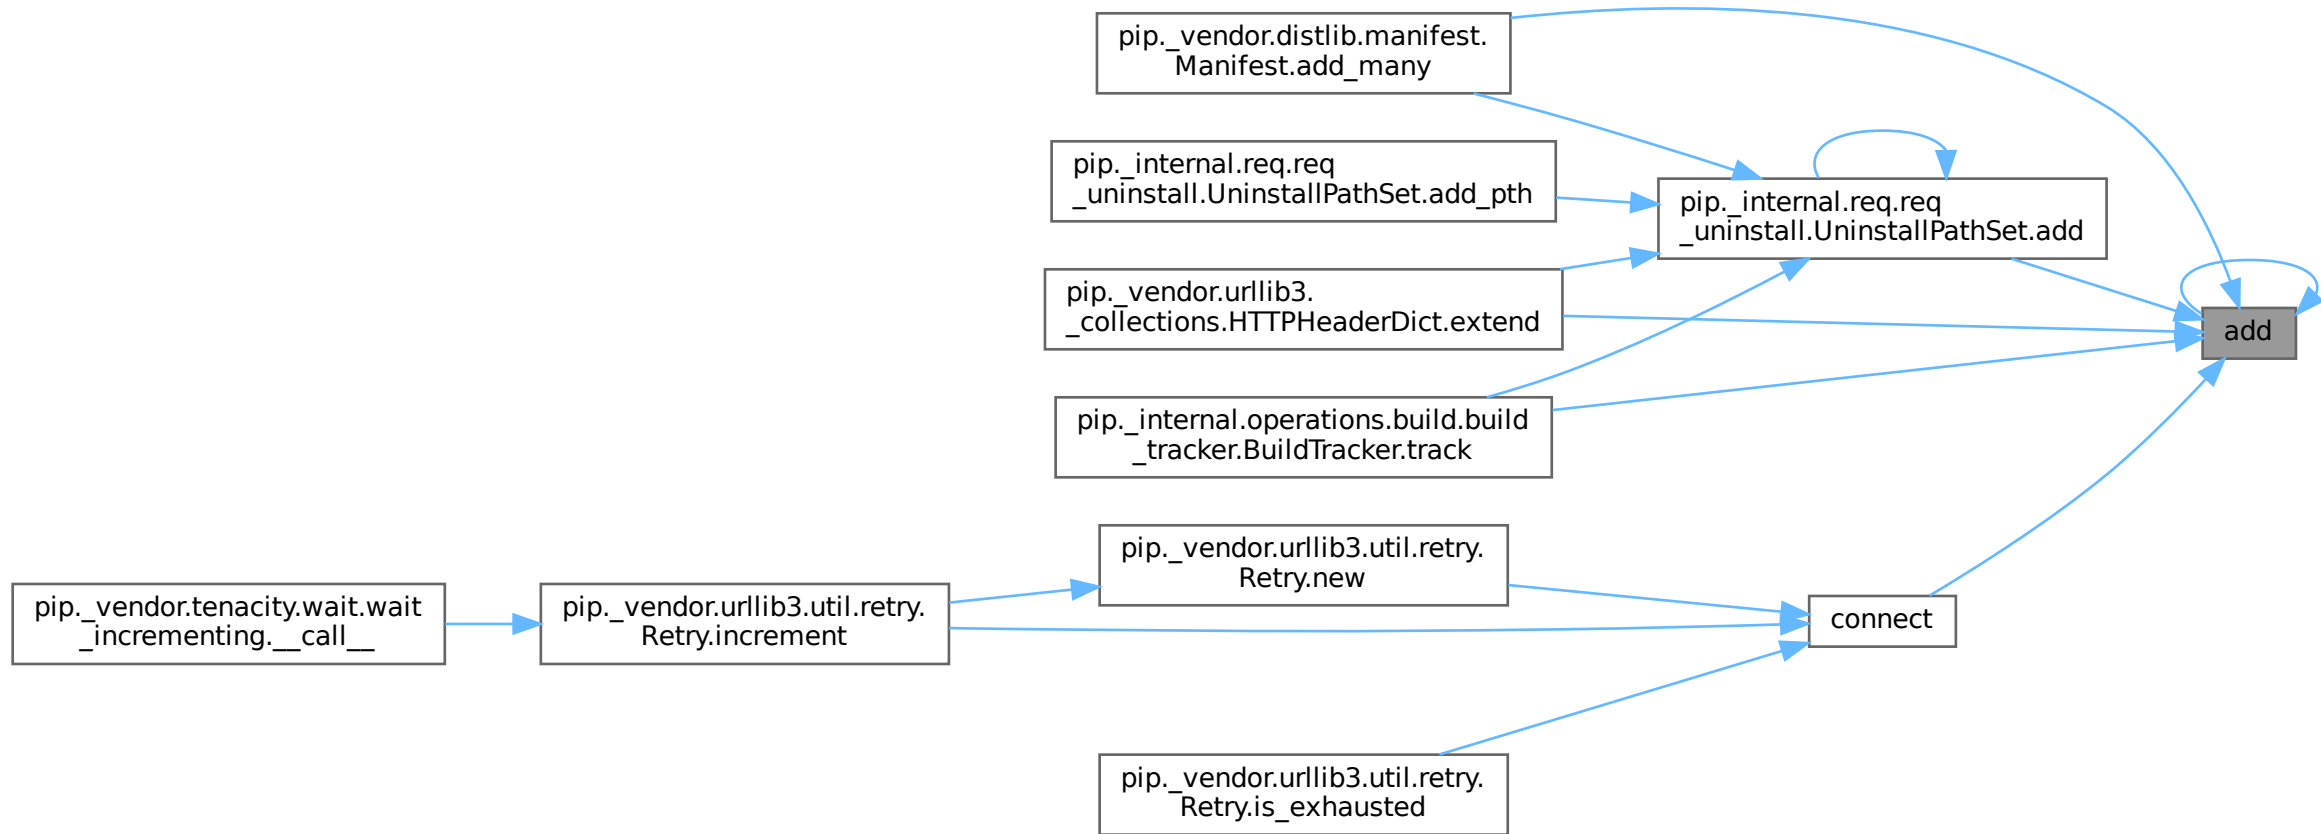 pip._vendor.distlib.manifest.
Manifest.add_many
pip._internal.req.req
_uninstall.UninstallPathSet.add_pth
pip._internal.req.req
_uninstall.UninstallPathSet.add
pip._vendor.urllib3.
_collections.HTTPHeaderDict.extend
add
pip._internal.operations.build.build
_tracker.BuildTracker.track
pip._vendor.urllib3.util.retry.
Retry.new
pip._vendor.tenacity.wait.wait
_incrementing.__call__
pip._vendor.urllib3.util.retry.
Retry.increment
connect
pip._vendor.urllib3.util.retry.
Retry.is_exhausted